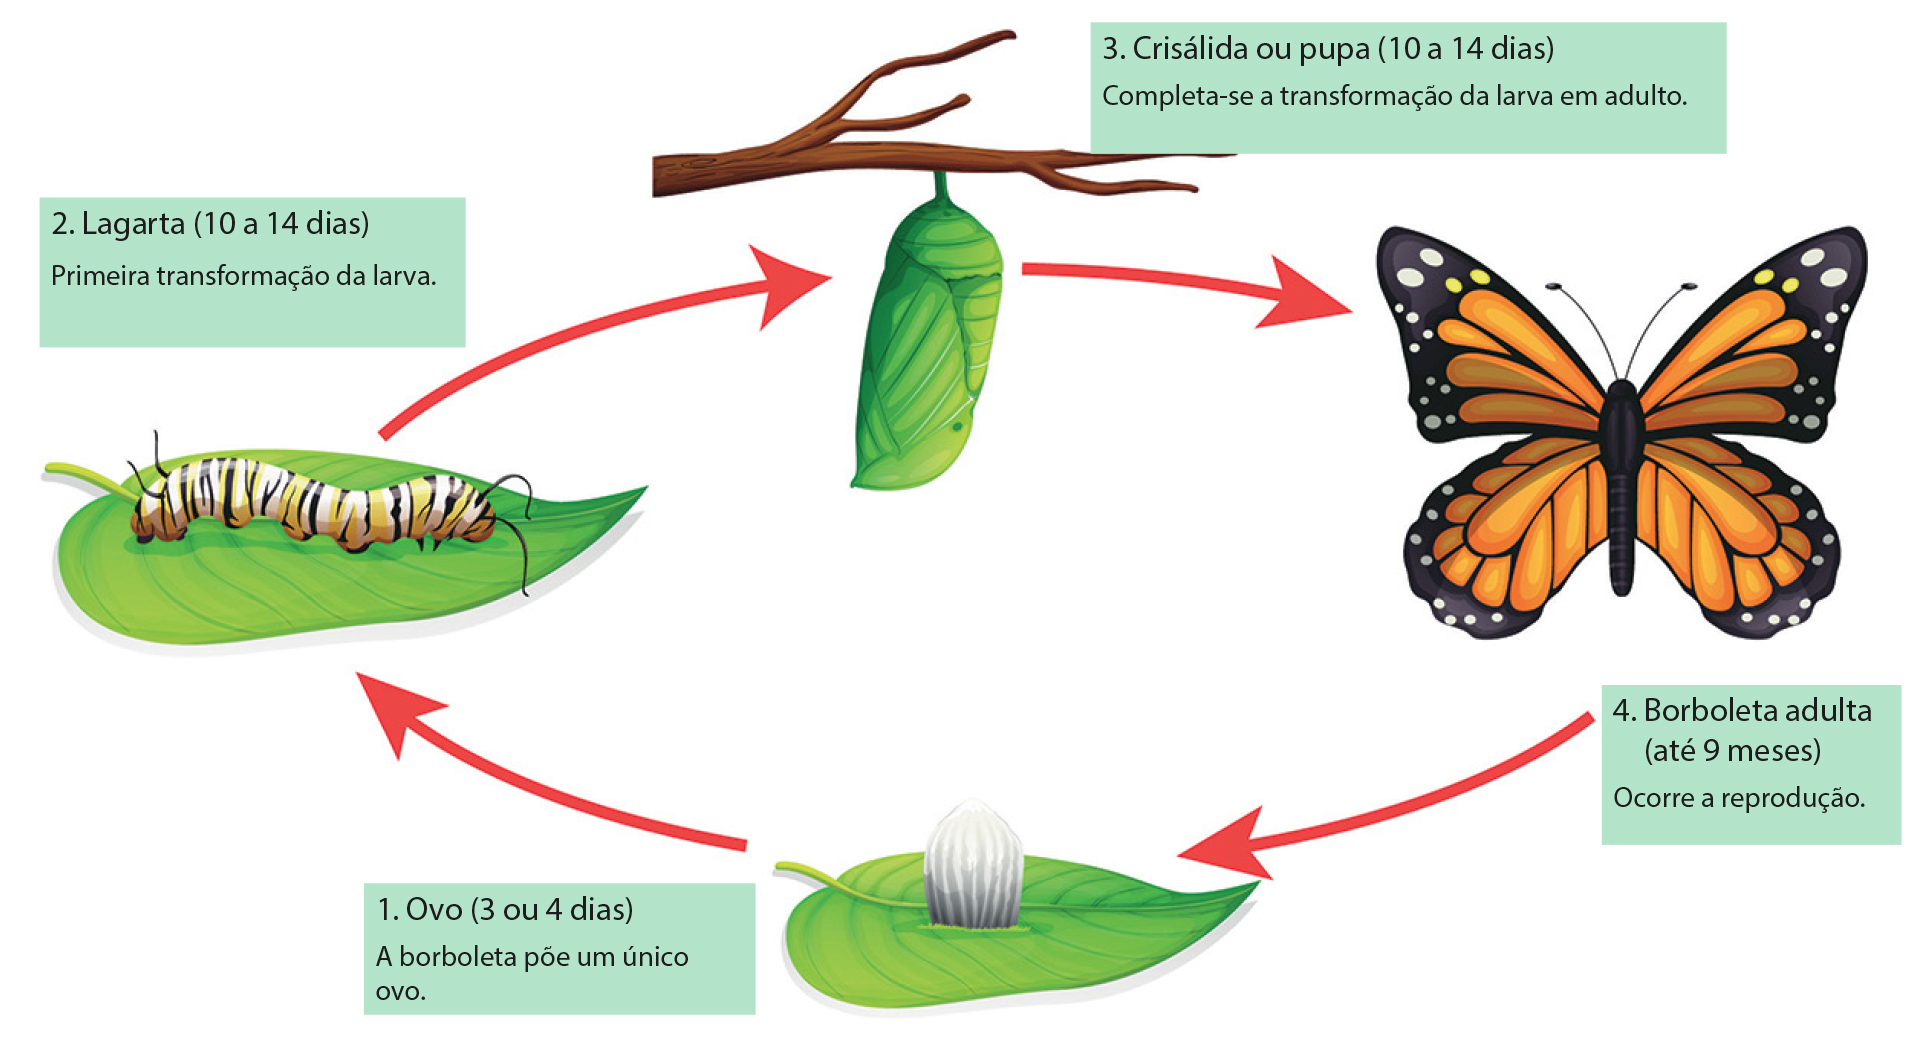 3. Crisálida ou pupa (10 a 14 dias)
Completa-se a transformação da larva em adulto.
2. Lagarta (10 a 14 dias)
Primeira transformação da larva.
4. Borboleta adulta
(até 9 meses)
Ocorre a reprodução.
1. Ovo (3 ou 4 dias)
A borboleta põe um único
ovo.